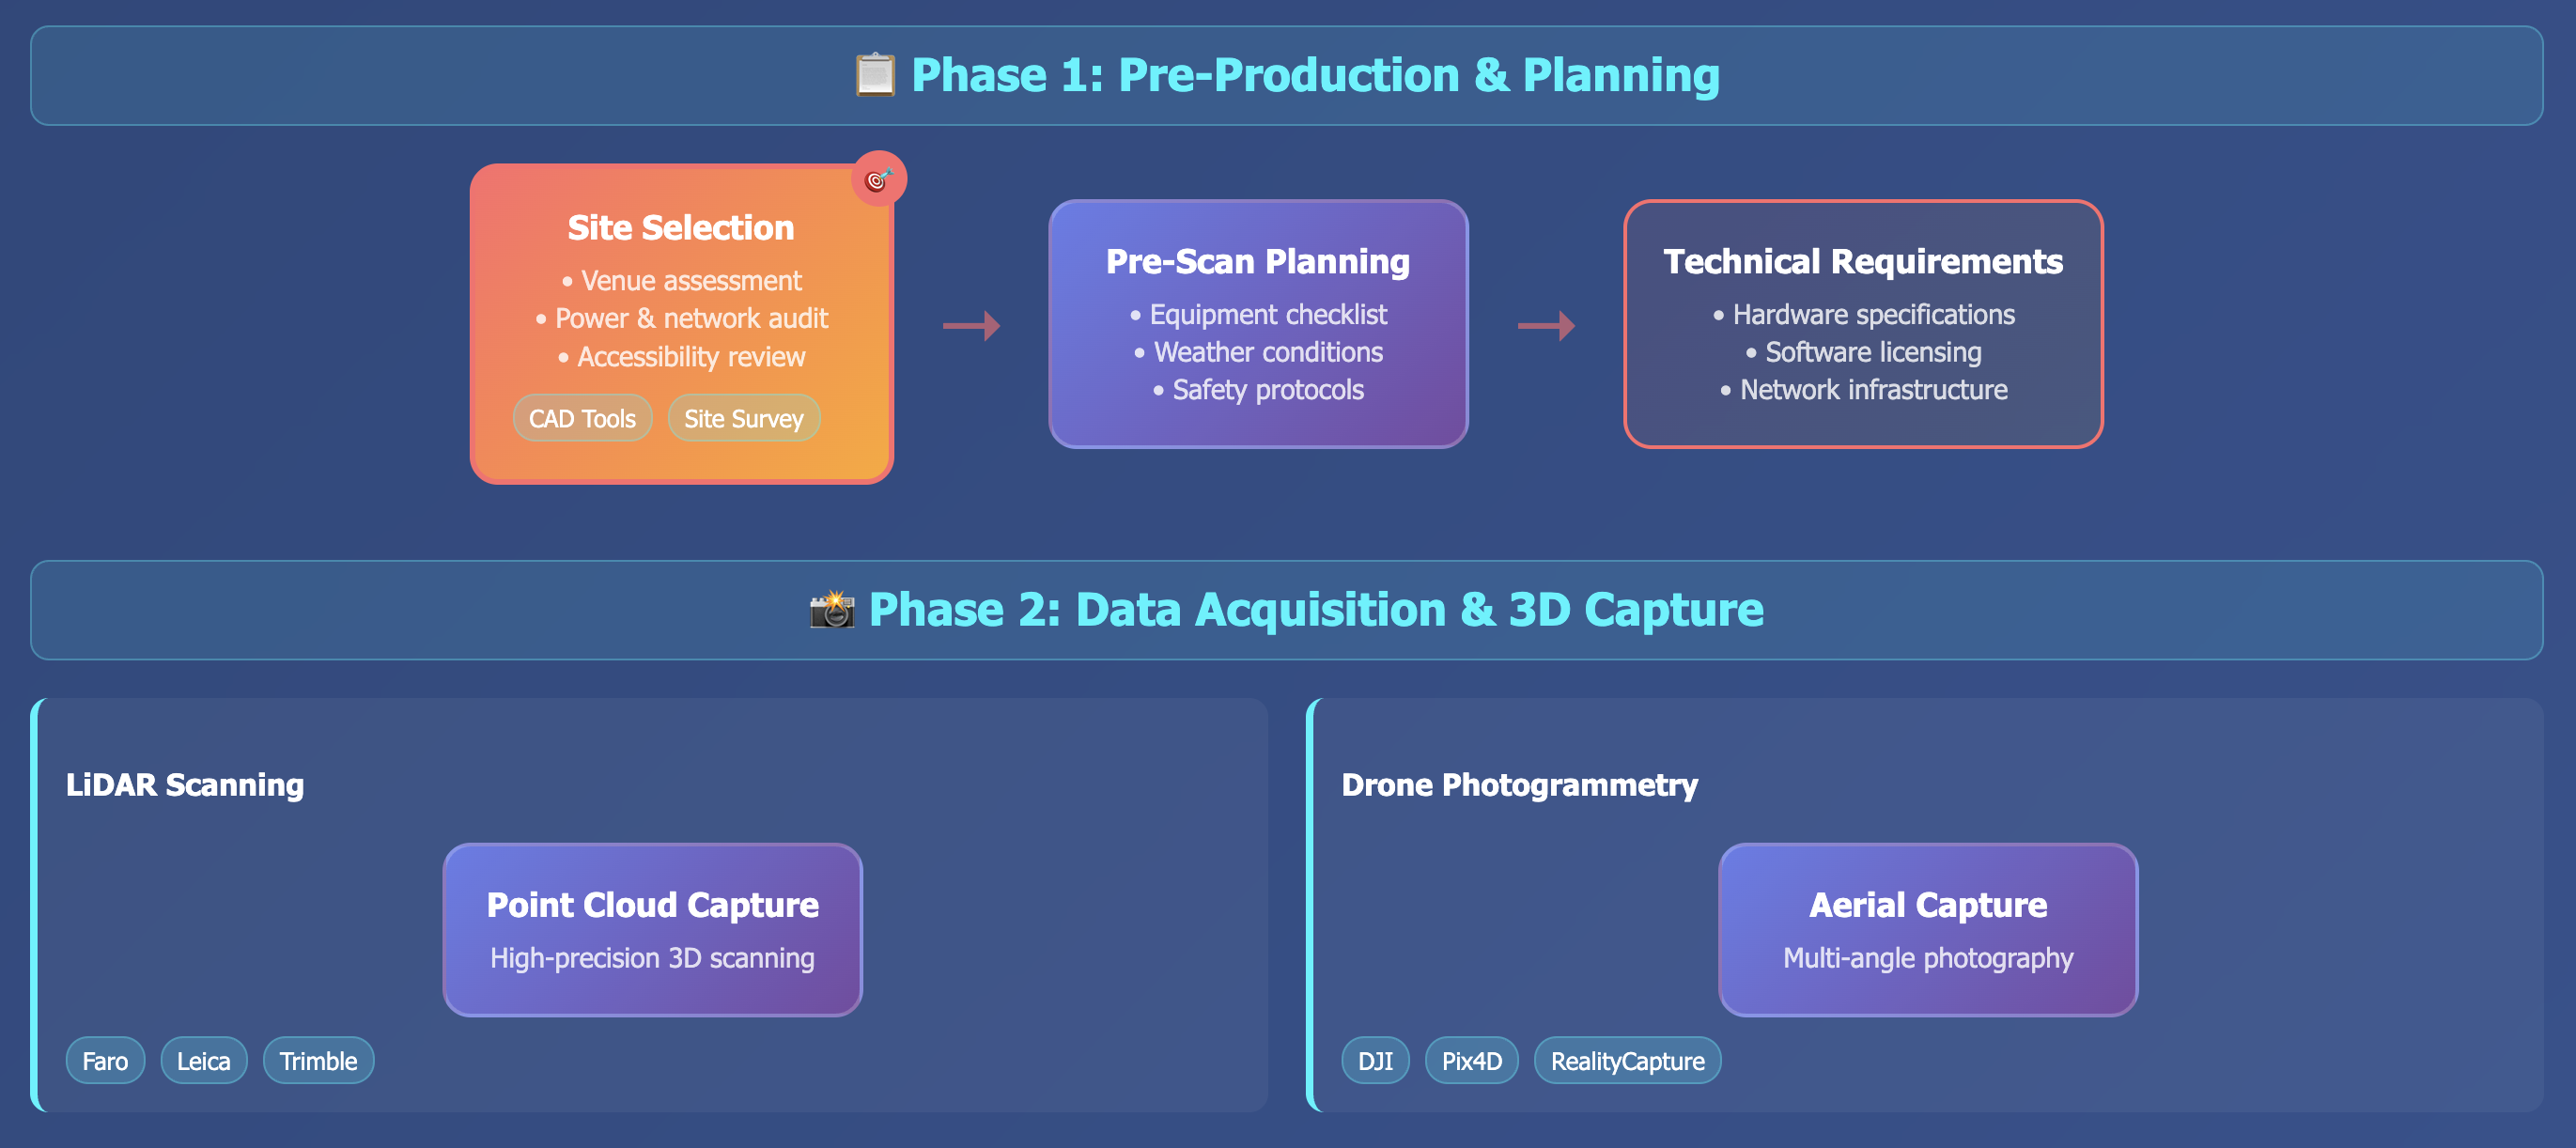 Phase 1: Pre-Production & Planning
Site Selection
• Venue assessment
• Power & network audit
• Accessibility review
CAD Tools
Site Survey
Pre-Scan Planning
• Equipment checklist
• Weather conditions
• Safety protocols
Technical Requirements
• Hardware specifications
• Software licensing
• Network infrastructure
Phase 2: Data Acquisition & 3D Capture
LiDAR Scanning
Point Cloud Capture
High-precision 3D scanning
Faro
Leica
Trimble
Drone Photogrammetry
Aerial Capture
Multi-angle photography
DJI
Pix4D
RealityCapture